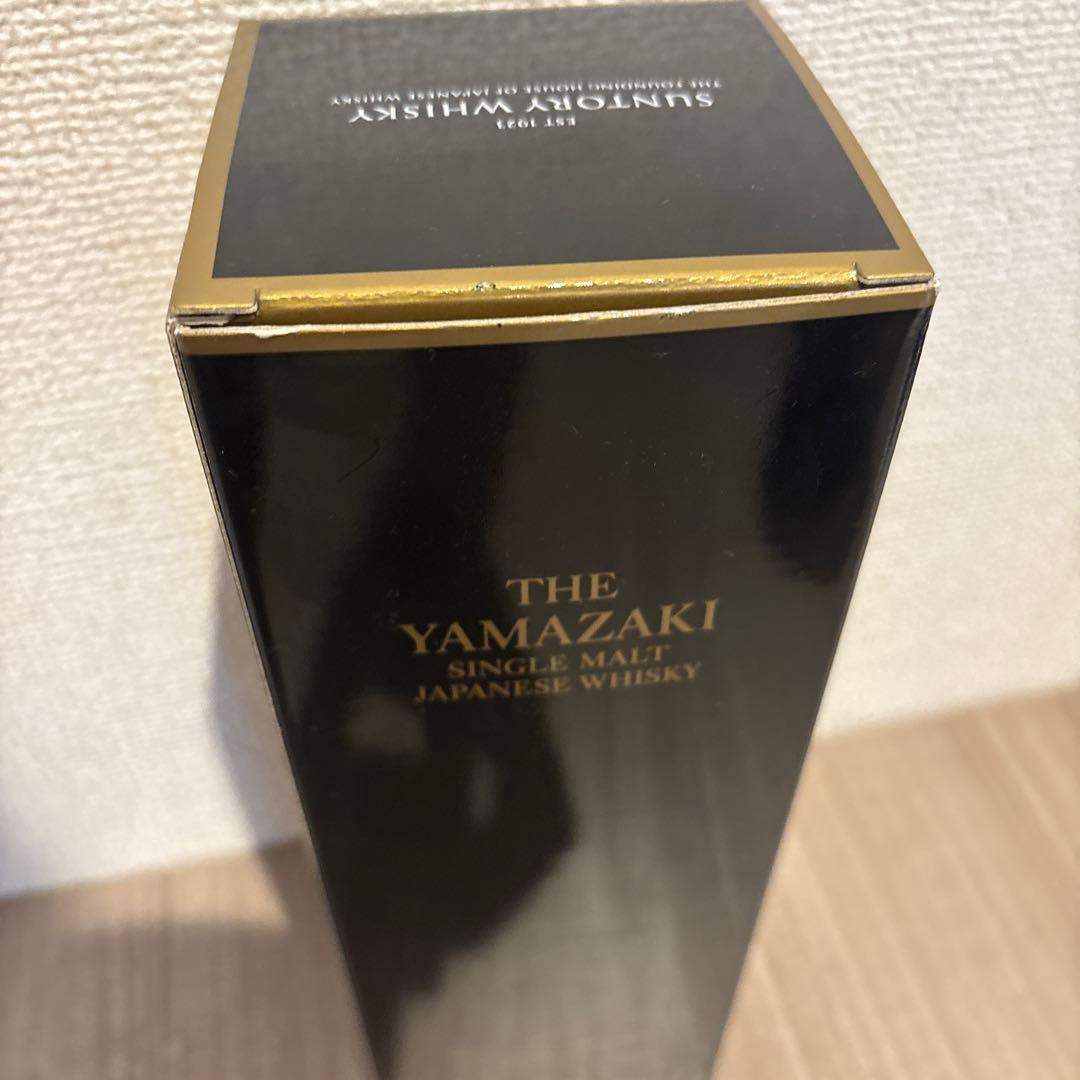 EST 1923
SUNTORY WHISKY
THE FOUNDING HOUSE OF JAPANESE WHISKY
THE
YAMAZAKI
SINGLE MALT
JAPANESE WHISKY